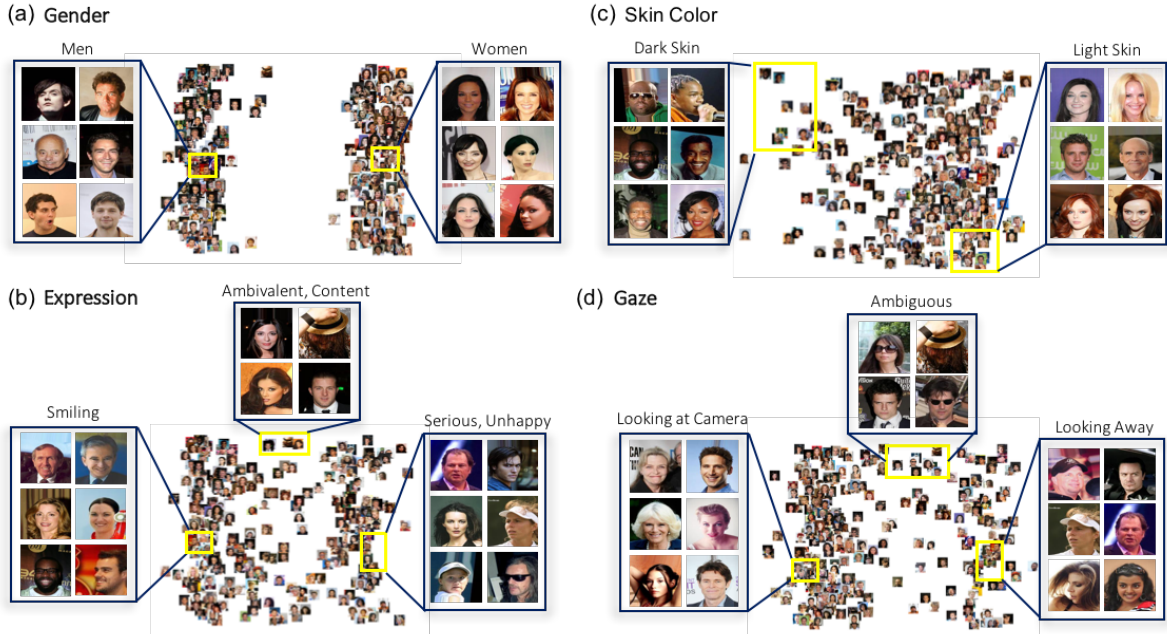 (a) Gender
Men
Women
(c) Skin Color
Dark Skin
Light Skin
(b) Expression
Ambivalent, Content
Smiling
Serious, Unhappy
(d) Gaze
Ambiguous
Looking at Camera
Looking Away